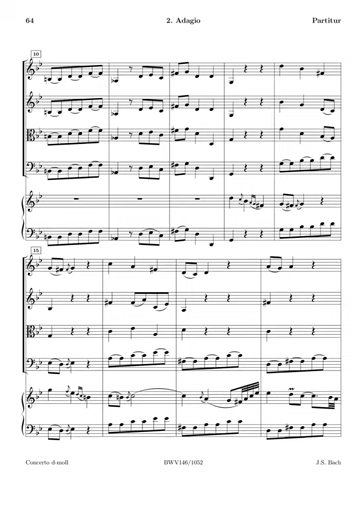 64
2. Adagio
Partitur
10
15
Concerto d-moll
BWV146/1052
J.S. Bach